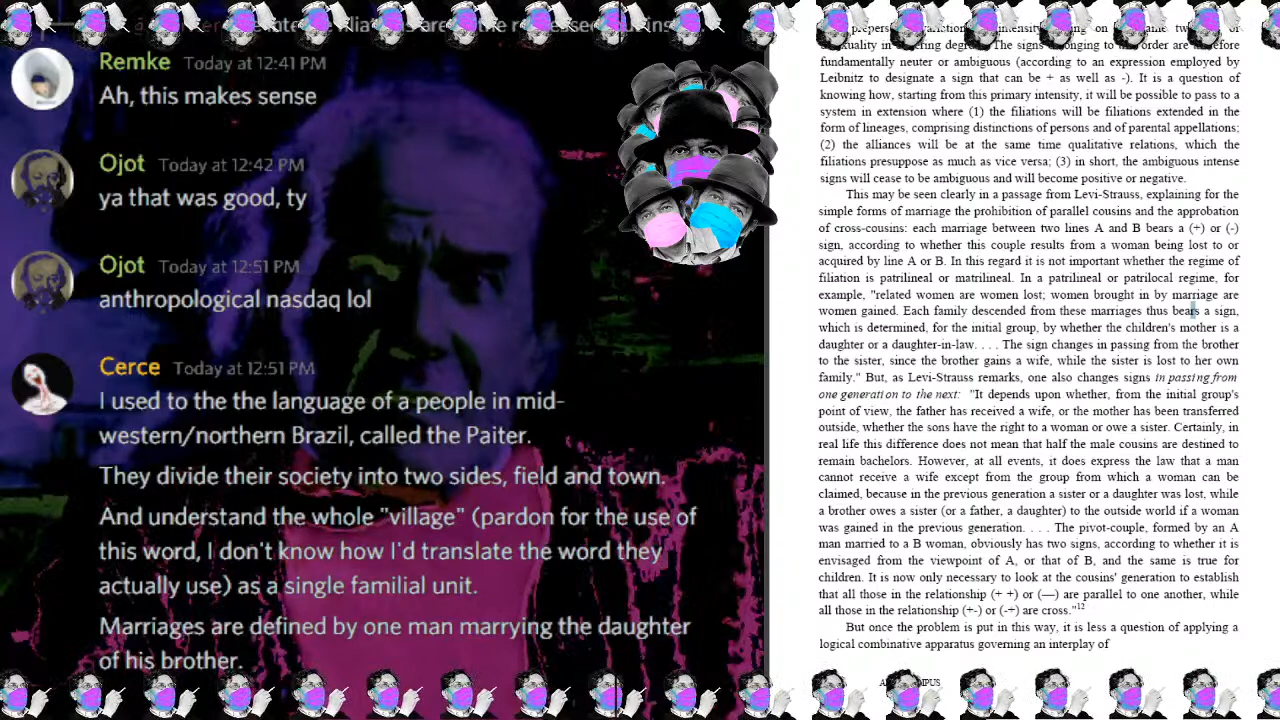 Remke Today at 12:41 PM
Ah, this makes sense
Ojot Today at 12:42 PM
ya that was good, ty
Ojot Today at 12:51 PM
anthropological nasdaq lol
Cerce Today at 12:51 PM
I used to the the language of a people in mid-
western/northern Brazil, called the Paiter.
They divide their society into two sides, field and town.
And understand the whole "village" (pardon for the use of
this word, I don't know how I'd translate the word they
actually use) as a single familial unit.
Marriages are defined by one man marrying the daughter
of his brother.
fundamentally neuter or ambiguous (according to an expression employed by
Leibnitz to designate a sign that can be + as well as -). It is a question of
knowing how, starting from this primary intensity, it will be possible to pass to a
system in extension where (1) the filiations will be filiations extended in the
form of lineages, comprising distinctions of persons and of parental appellations;
(2) the alliances will be at the same time qualitative relations, which the
filiations presuppose as much as vice versa; (3) in short, the ambiguous intense
signs will cease to be ambiguous and will become positive or negative.
This may be seen clearly in a passage from Levi-Strauss, explaining for the
simple forms of marriage the prohibition of parallel cousins and the approbation
of cross-cousins: each marriage between two lines A and B bears a (+) or (-)
sign, according to whether this couple results from a woman being lost to or
acquired by line A or B. In this regard it is not important whether the regime of
filiation is patrilineal or matrilineal. In a patrilineal or patrilocal regime, for
example, "related women are women lost; women brought in by marriage are
women gained. Each family descended from these marriages thus bears a sign,
which is determined, for the initial group, by whether the children's mother is a
daughter or a daughter-in-law. . . . The sign changes in passing from the brother
to the sister, since the brother gains a wife, while the sister is lost to her own
family." But, as Levi-Strauss remarks, one also changes signs in passing from
one generation to the next: "It depends upon whether, from the initial group's
point of view, the father has received a wife, or the mother has been transferred
outside, whether the sons have the right to a woman or owe a sister. Certainly, in
real life this difference does not mean that half the male cousins are destined to
remain bachelors. However, at all events, it does express the law that a man
cannot receive a wife except from the group from which a woman can be
claimed, because in the previous generation a sister or a daughter was lost, while
a brother owes a sister (or a father, a daughter) to the outside world if a woman
was gained in the previous generation. . . . The pivot-couple, formed by an A
man married to a B woman, obviously has two signs, according to whether it is
envisaged from the viewpoint of A, or that of B, and the same is true for
children. It is now only necessary to look at the cousins' generation to establish
that all those in the relationship (+ +) or (—) are parallel to one another, while
all those in the relationship (+-) or (-+) are cross."12
But once the problem is put in this way, it is less a question of applying a
logical combinative apparatus governing an interplay of